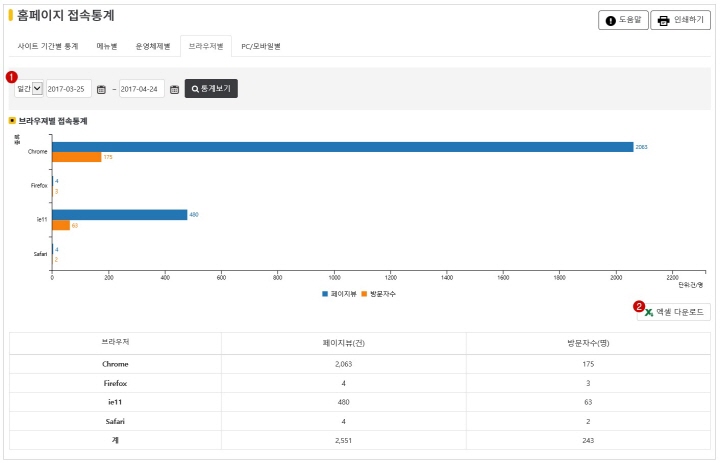 홈페이지 접속통계
도움말 인쇄하기
사이트 기간별 통계 메뉴별 운영체제별 브라우저별 PC/모바일별
1
일간 2017-03-25 ~ 2017-04-24 통계보기
브라우져별 접속통계
종류
Chrome 2063
175
Firefox 4
3
ie11 480
63
Safari 4
2
0 200 400 600 800 1000 1200 1400 1600 1800 2000 2200
단위:건/명
페이지뷰 방문자수
2
엑셀 다운로드
브라우저 페이지뷰(건) 방문자수(명)
Chrome 2,063 175
Firefox 4 3
ie11 480 63
Safari 4 2
계 2,551 243